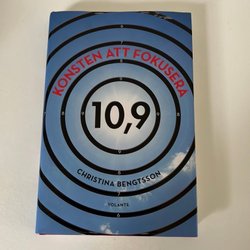 KONSTEN ATT FOKUSERA
10,9
CHRISTINA BENGTSSON
VOLANTE